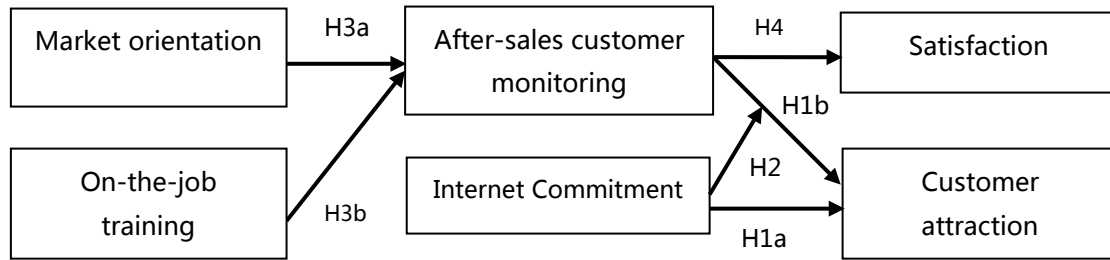 Market orientation
H3a
After-sales customer
monitoring
H4
Satisfaction
H1b
On-the-job
training
H3b
Internet Commitment
H2
H1a
Customer
attraction